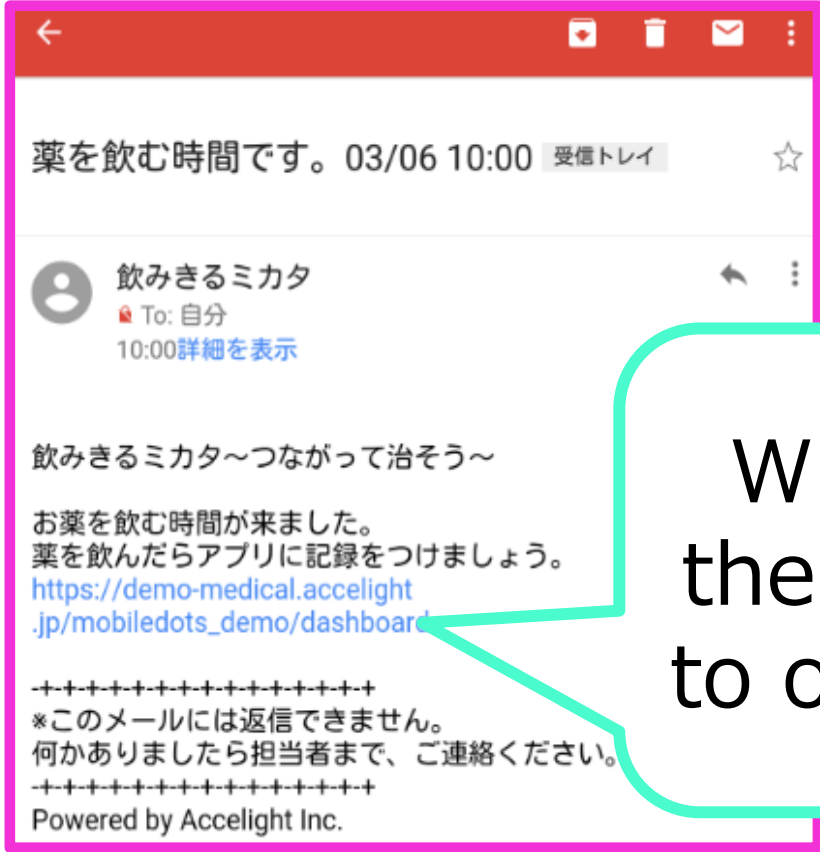 薬を飲む時間です。03/06 10:00 受信トレイ
飲みきるミカタ
To: 自分
10:00詳細を表示
飲みきるミカタ～つながって治そう～
お薬を飲む時間が来ました。
薬を飲んだらアプリに記録をつけましょう。
https://demo-medical.accelight
.jp/mobiledots_demo/dashboard
-+-+-+-+-+-+-+-+-+-+-+-+-+-+-+
※このメールには返信できません。
何かありましたら担当者まで、ご連絡ください。
-+-+-+-+-+-+-+-+-+-+-+-+-+-+-+
Powered by Accelight Inc.
the
to